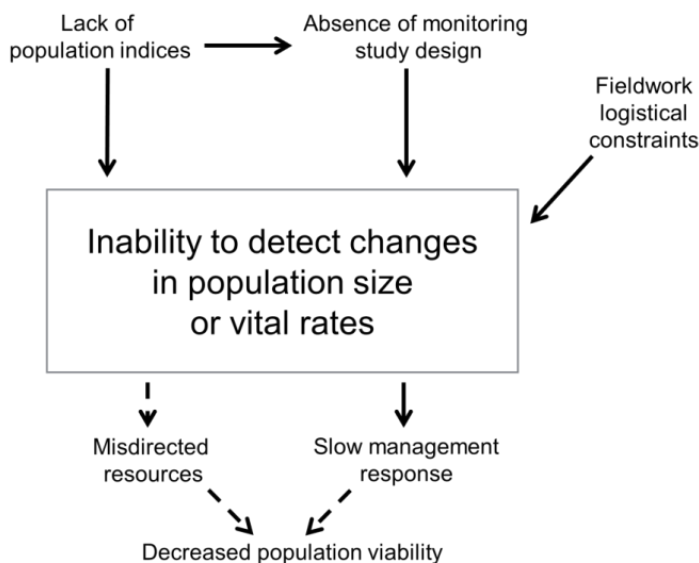 Lack of
population indices
Absence of monitoring
study design
Fieldwork
logistical
constraints
Inability to detect changes
in population size
or vital rates
Misdirected
resources
Slow management
response
Decreased population viability